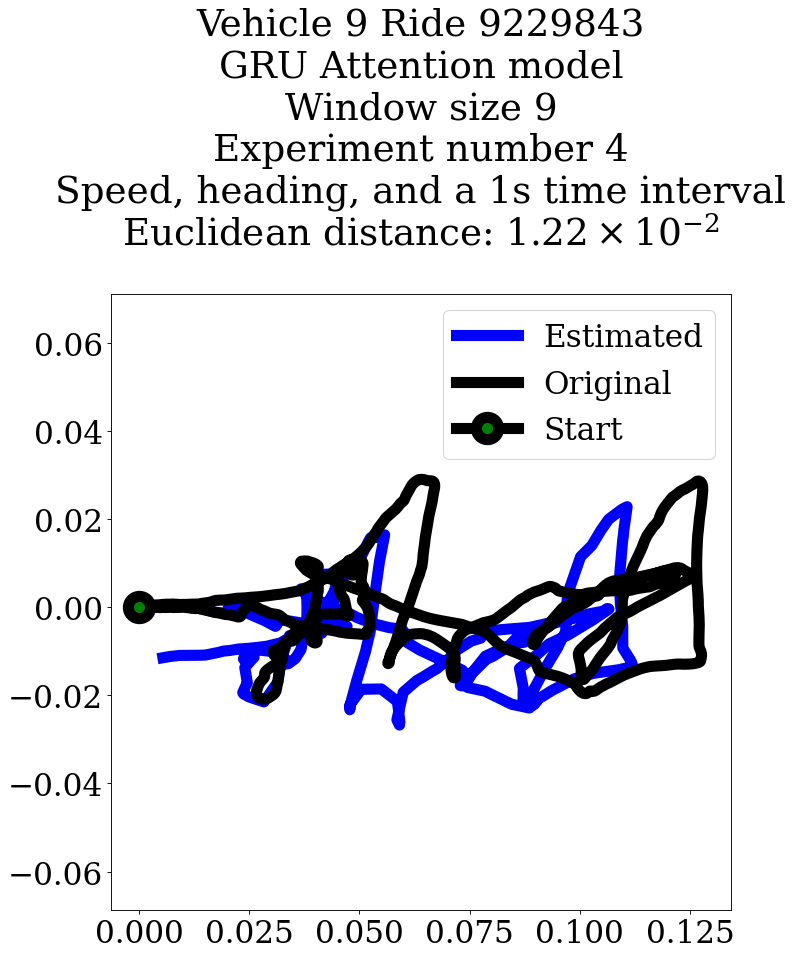 Vehicle 9 Ride 9229843
GRU Attention model
Window size 9
Experiment number 4
Speed, heading, and a 1s time interval
Euclidean distance: 1.22 × 10⁻²
Estimated
Original
Start
0.06
0.04
0.02
0.00
−0.02
−0.04
−0.06
0.000 0.025 0.050 0.075 0.100 0.125